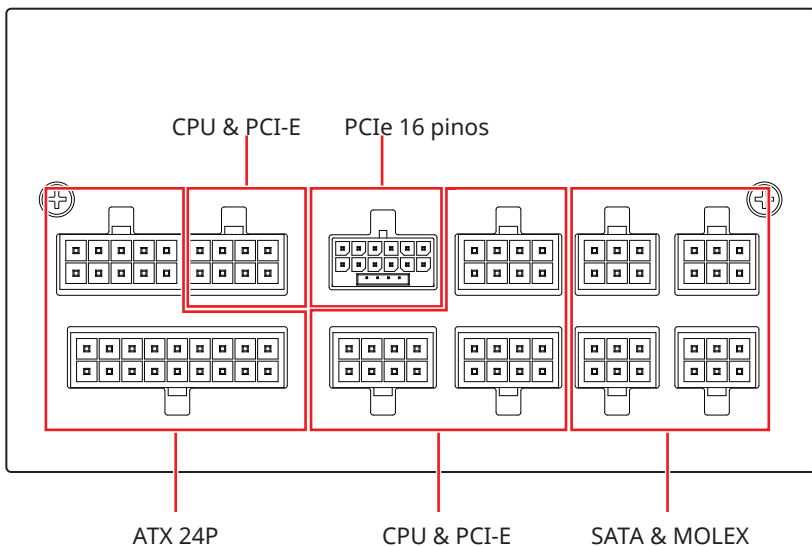 CPU & PCI-E
PCIe 16 pinos
ATX 24P
CPU & PCI-E
SATA & MOLEX